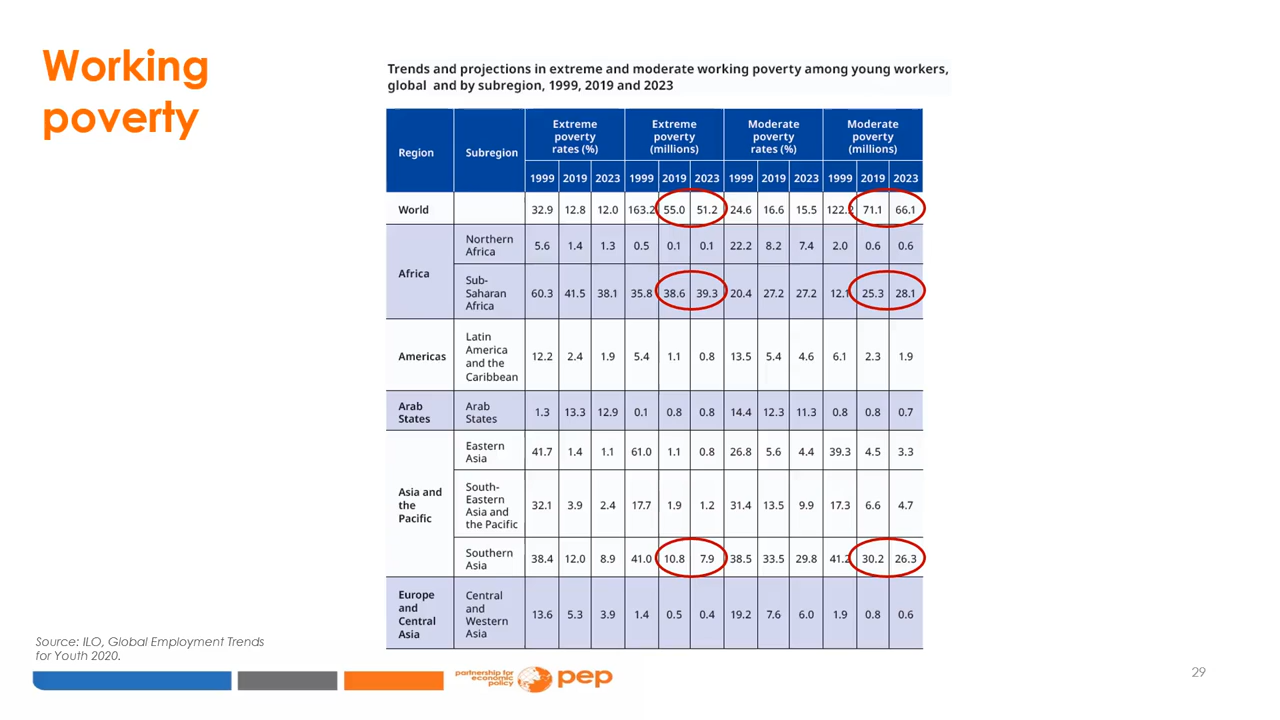 Working
poverty
Trends and projections in extreme and moderate working poverty among young workers,
global and by subregion, 1999, 2019 and 2023
Region Subregion Extreme poverty rates (%) Extreme poverty (millions) Moderate poverty rates (%) Moderate poverty (millions)
1999 2019 2023 1999 2019 2023 1999 2019 2023 1999 2019 2023
World 32.9 12.8 12.0 163.2 55.0 51.2 24.6 16.6 15.5 122.2 71.1 66.1
Africa
Northern Africa 5.6 1.4 1.3 0.5 0.1 0.1 22.2 8.2 7.4 2.0 0.6 0.6
Sub-Saharan Africa 60.3 41.5 38.1 35.8 38.6 39.3 20.4 27.2 27.2 12.1 25.3 28.1
Americas Latin America and the Caribbean 12.2 2.4 1.9 5.4 1.1 0.8 13.5 5.4 4.6 6.1 2.3 1.9
Arab States Arab States 1.3 13.3 12.9 0.1 0.8 0.8 14.4 12.3 11.3 0.8 0.8 0.7
Asia and the Pacific
Eastern Asia 41.7 1.4 1.1 61.0 1.1 0.8 26.8 5.6 4.4 39.3 4.5 3.3
South-Eastern Asia and the Pacific 32.1 3.9 2.4 17.7 1.9 1.2 31.4 13.5 9.9 17.3 6.6 4.7
Southern Asia 38.4 12.0 8.9 41.0 10.8 7.9 38.5 33.5 29.8 41.2 30.2 26.3
Europe and Central Asia Central and Western Asia 13.6 5.3 3.9 1.4 0.5 0.4 19.2 7.6 6.0 1.9 0.8 0.6
Source: ILO, Global Employment Trends
for Youth 2020.
partnership for
economic
policy
pep
29